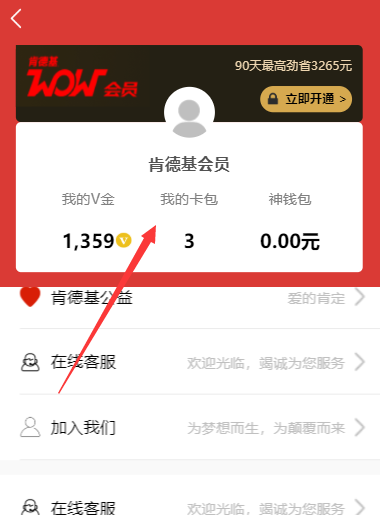 肯德基
WOW会员
90天最高劲省3265元
立即开通 >
肯德基会员
我的V金 我的卡包 神钱包
1,359 V 3 0.00元
肯德基公益 爱的肯定
在线客服 欢迎光临，竭诚为您服务
加入我们 为梦想而生，为颠覆而来
在线客服 欢迎光临，竭诚为您服务